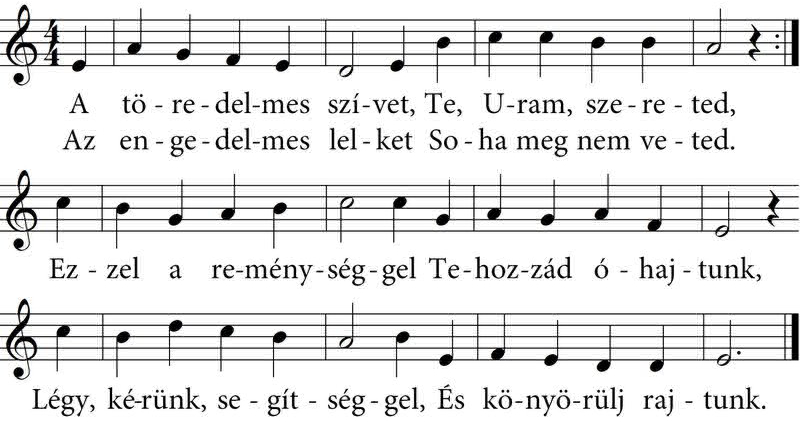 A tö-re-del-mes szí-vet, Te, U-ram, sze-re-ted,
Az en-ge-del-mes lel-ket So-ha meg nem ve-ted.
Ez-zel a re-mény-ség-gel Te-hoz-zád ó-haj-tunk,
Légy, ké-rünk, se-gít-ség-gel, És kö-nyö-rülj raj-tunk.